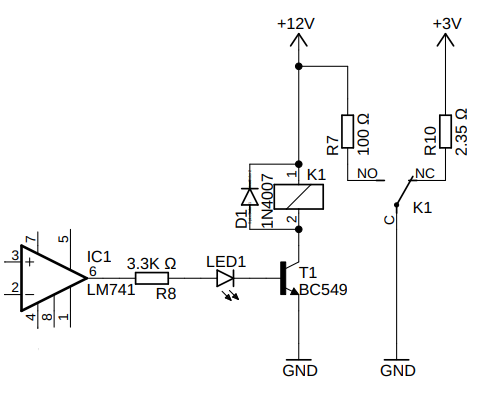 +12V
+3V
R7
100 Ω
R10
2.35 Ω
NO
NC
1
K1
2
D1
1N4007
C
K1
3
7
5
+
IC1
6
2
−
LM741
4
8
1
3.3K Ω
R8
LED1
T1
BC549
GND
GND